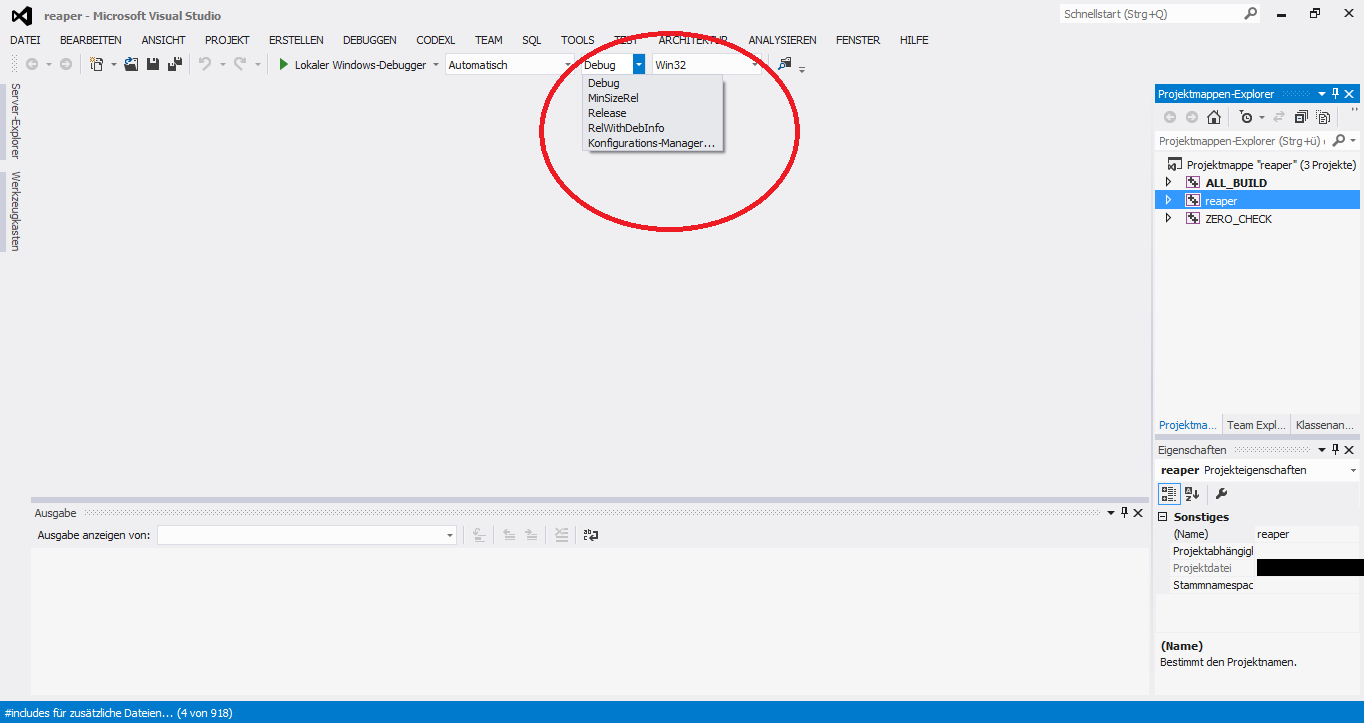 reaper - Microsoft Visual Studio
Schnellstart (Strg+Q)
DATEI BEARBEITEN ANSICHT PROJEKT ERSTELLEN DEBUGGEN CODEXL TEAM SQL TOOLS TEST ARCHITEKTUR ANALYSIEREN FENSTER HILFE
Lokaler Windows-Debugger Automatisch Debug Win32
Debug
MinSizeRel
Release
RelWithDebInfo
Konfigurations-Manager...
Server-Explorer
Werkzeugkasten
Projektmappen-Explorer
Projektmappen-Explorer (Strg+ü)
Projektmappe "reaper" (3 Projekte)
ALL_BUILD
reaper
ZERO_CHECK
Projektma... Team Expl... Klassenan...
Eigenschaften
reaper Projekteigenschaften
Sonstiges
(Name) reaper
Projektabhängigl
Projektdatei
Stammnamespac
(Name)
Bestimmt den Projektnamen.
Ausgabe
Ausgabe anzeigen von:
#includes für zusätzliche Dateien... (4 von 918)